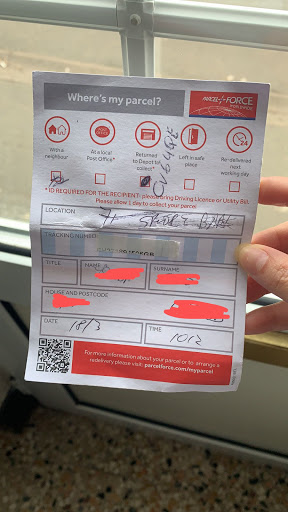 Where's my parcel?
PARCELFORCE
With a neighbour
At a local Post Office*
Returned to Depot to collect*
Left in safe place
Re-delivered next working day
* ID REQUIRED FOR THE RECIPIENT: please bring Driving Licence or Utility Bill.
Please allow 1 day to collect your parcel
LOCATION
TRACKING NUMBER
TITLE
NAME
SURNAME
HOUSE AND POSTCODE
DATE
18/3
TIME
1012
For more information about your parcel or to arrange a
redelivery please visit: parcelforce.com/myparcel